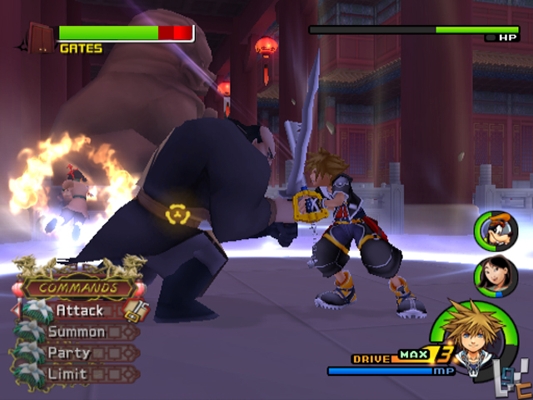 GATES
HP
COMMANDS
Attack
Summon
Party
Limit
DRIVE MAX 3
MP